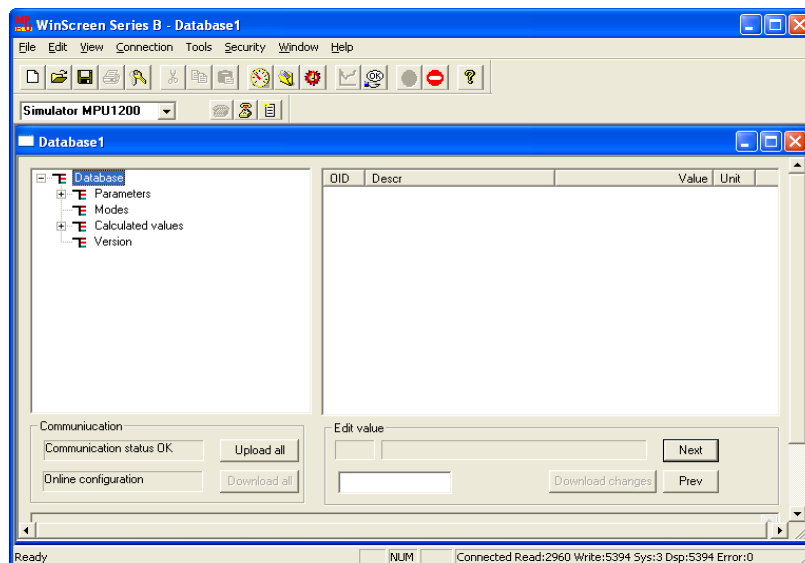 WinScreen Series B - Database1
File Edit View Connection Tools Security Window Help
OK
Simulator MPU1200
Database1
Database
Parameters
Modes
Calculated values
Version
OID Descr Value Unit
Communiucation
Communication status OK Upload all
Online configuration Download all
Edit value
Next
Download changes Prev
Ready NUM Connected Read:2960 Write:5394 Sys:3 Dsp:5394 Error:0